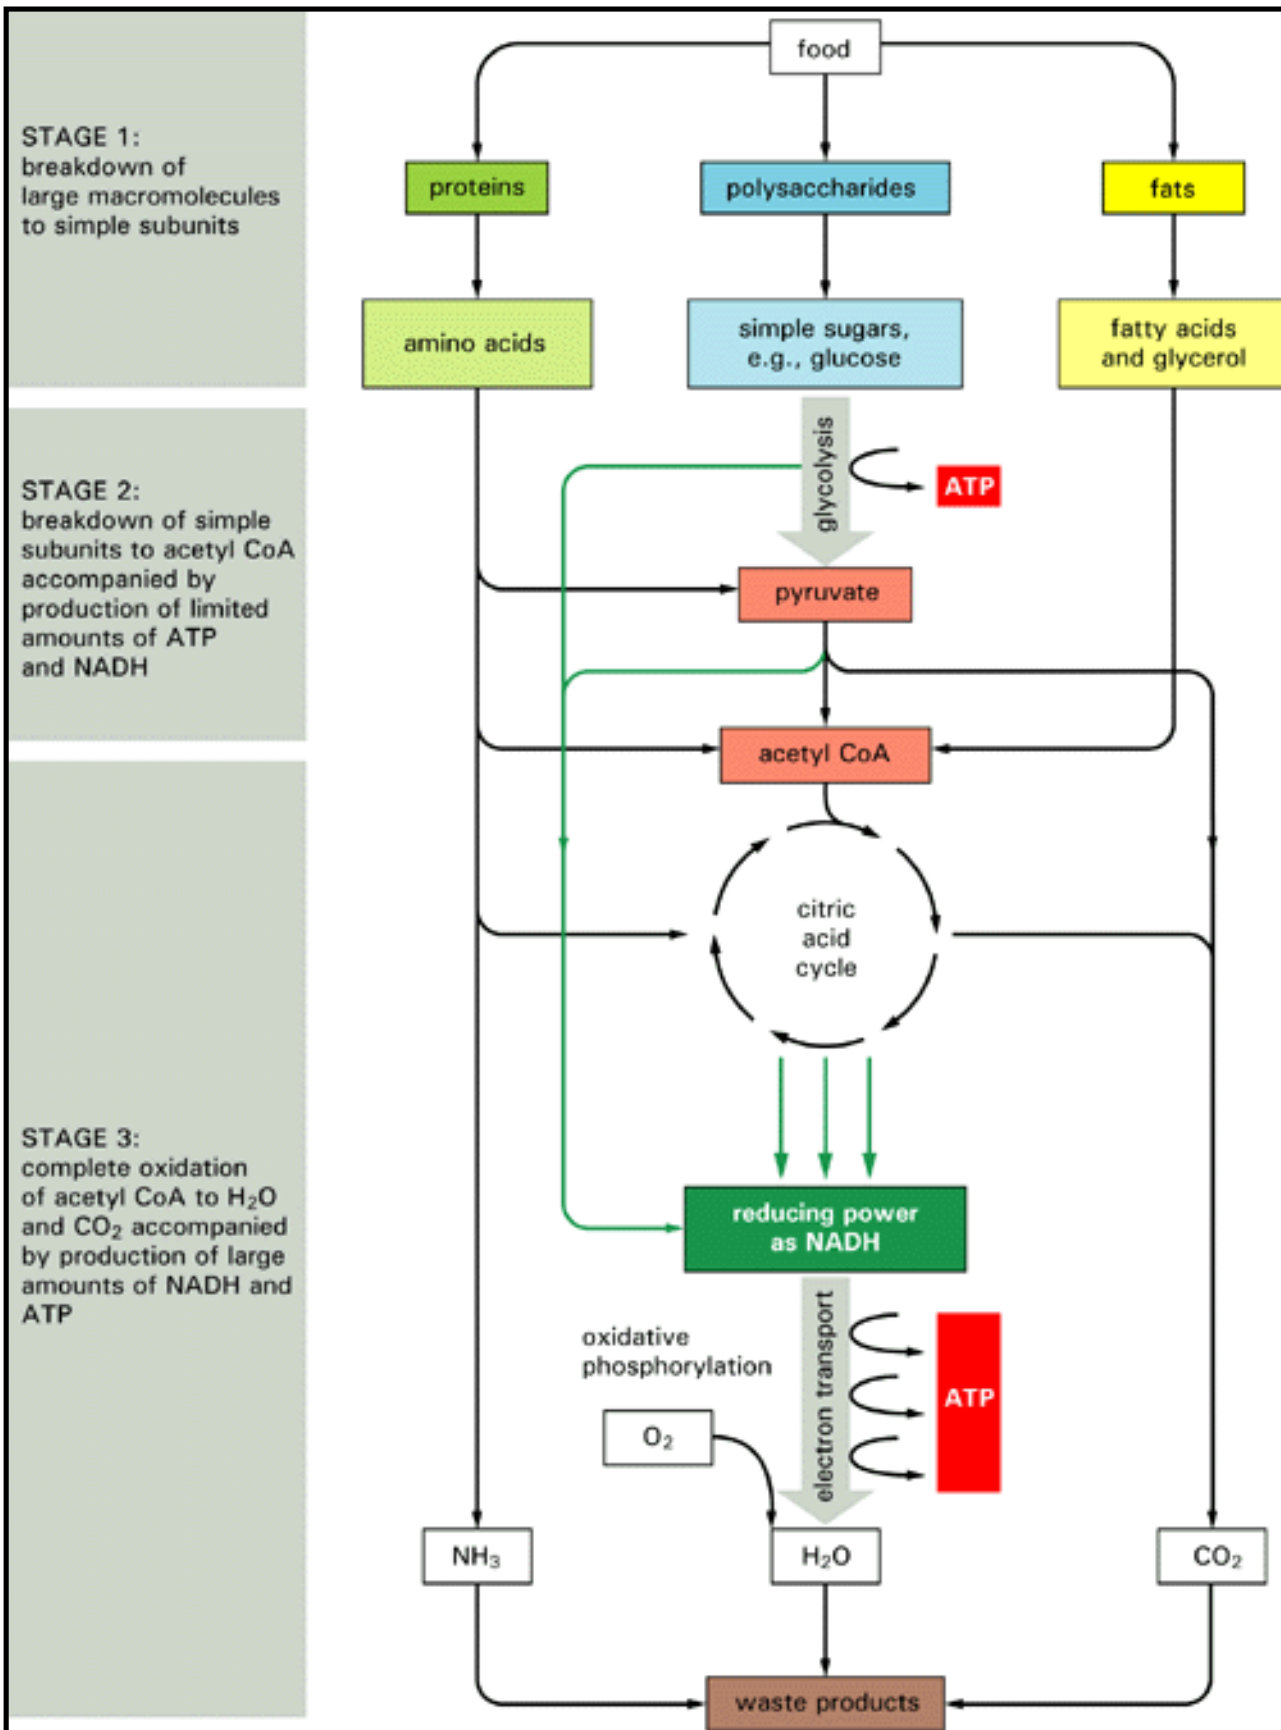 food
STAGE 1:
breakdown of
large macromolecules
to simple subunits
proteins
polysaccharides
fats
amino acids
simple sugars,
e.g., glucose
fatty acids
and glycerol
STAGE 2:
breakdown of simple
subunits to acetyl CoA
accompanied by
production of limited
amounts of ATP
and NADH
glycolysis
ATP
pyruvate
acetyl CoA
citric
acid
cycle
STAGE 3:
complete oxidation
of acetyl CoA to H₂O
and CO₂ accompanied
by production of large
amounts of NADH and
ATP
reducing power
as NADH
oxidative
phosphorylation
electron transport
ATP
O₂
NH₃
H₂O
CO₂
waste products